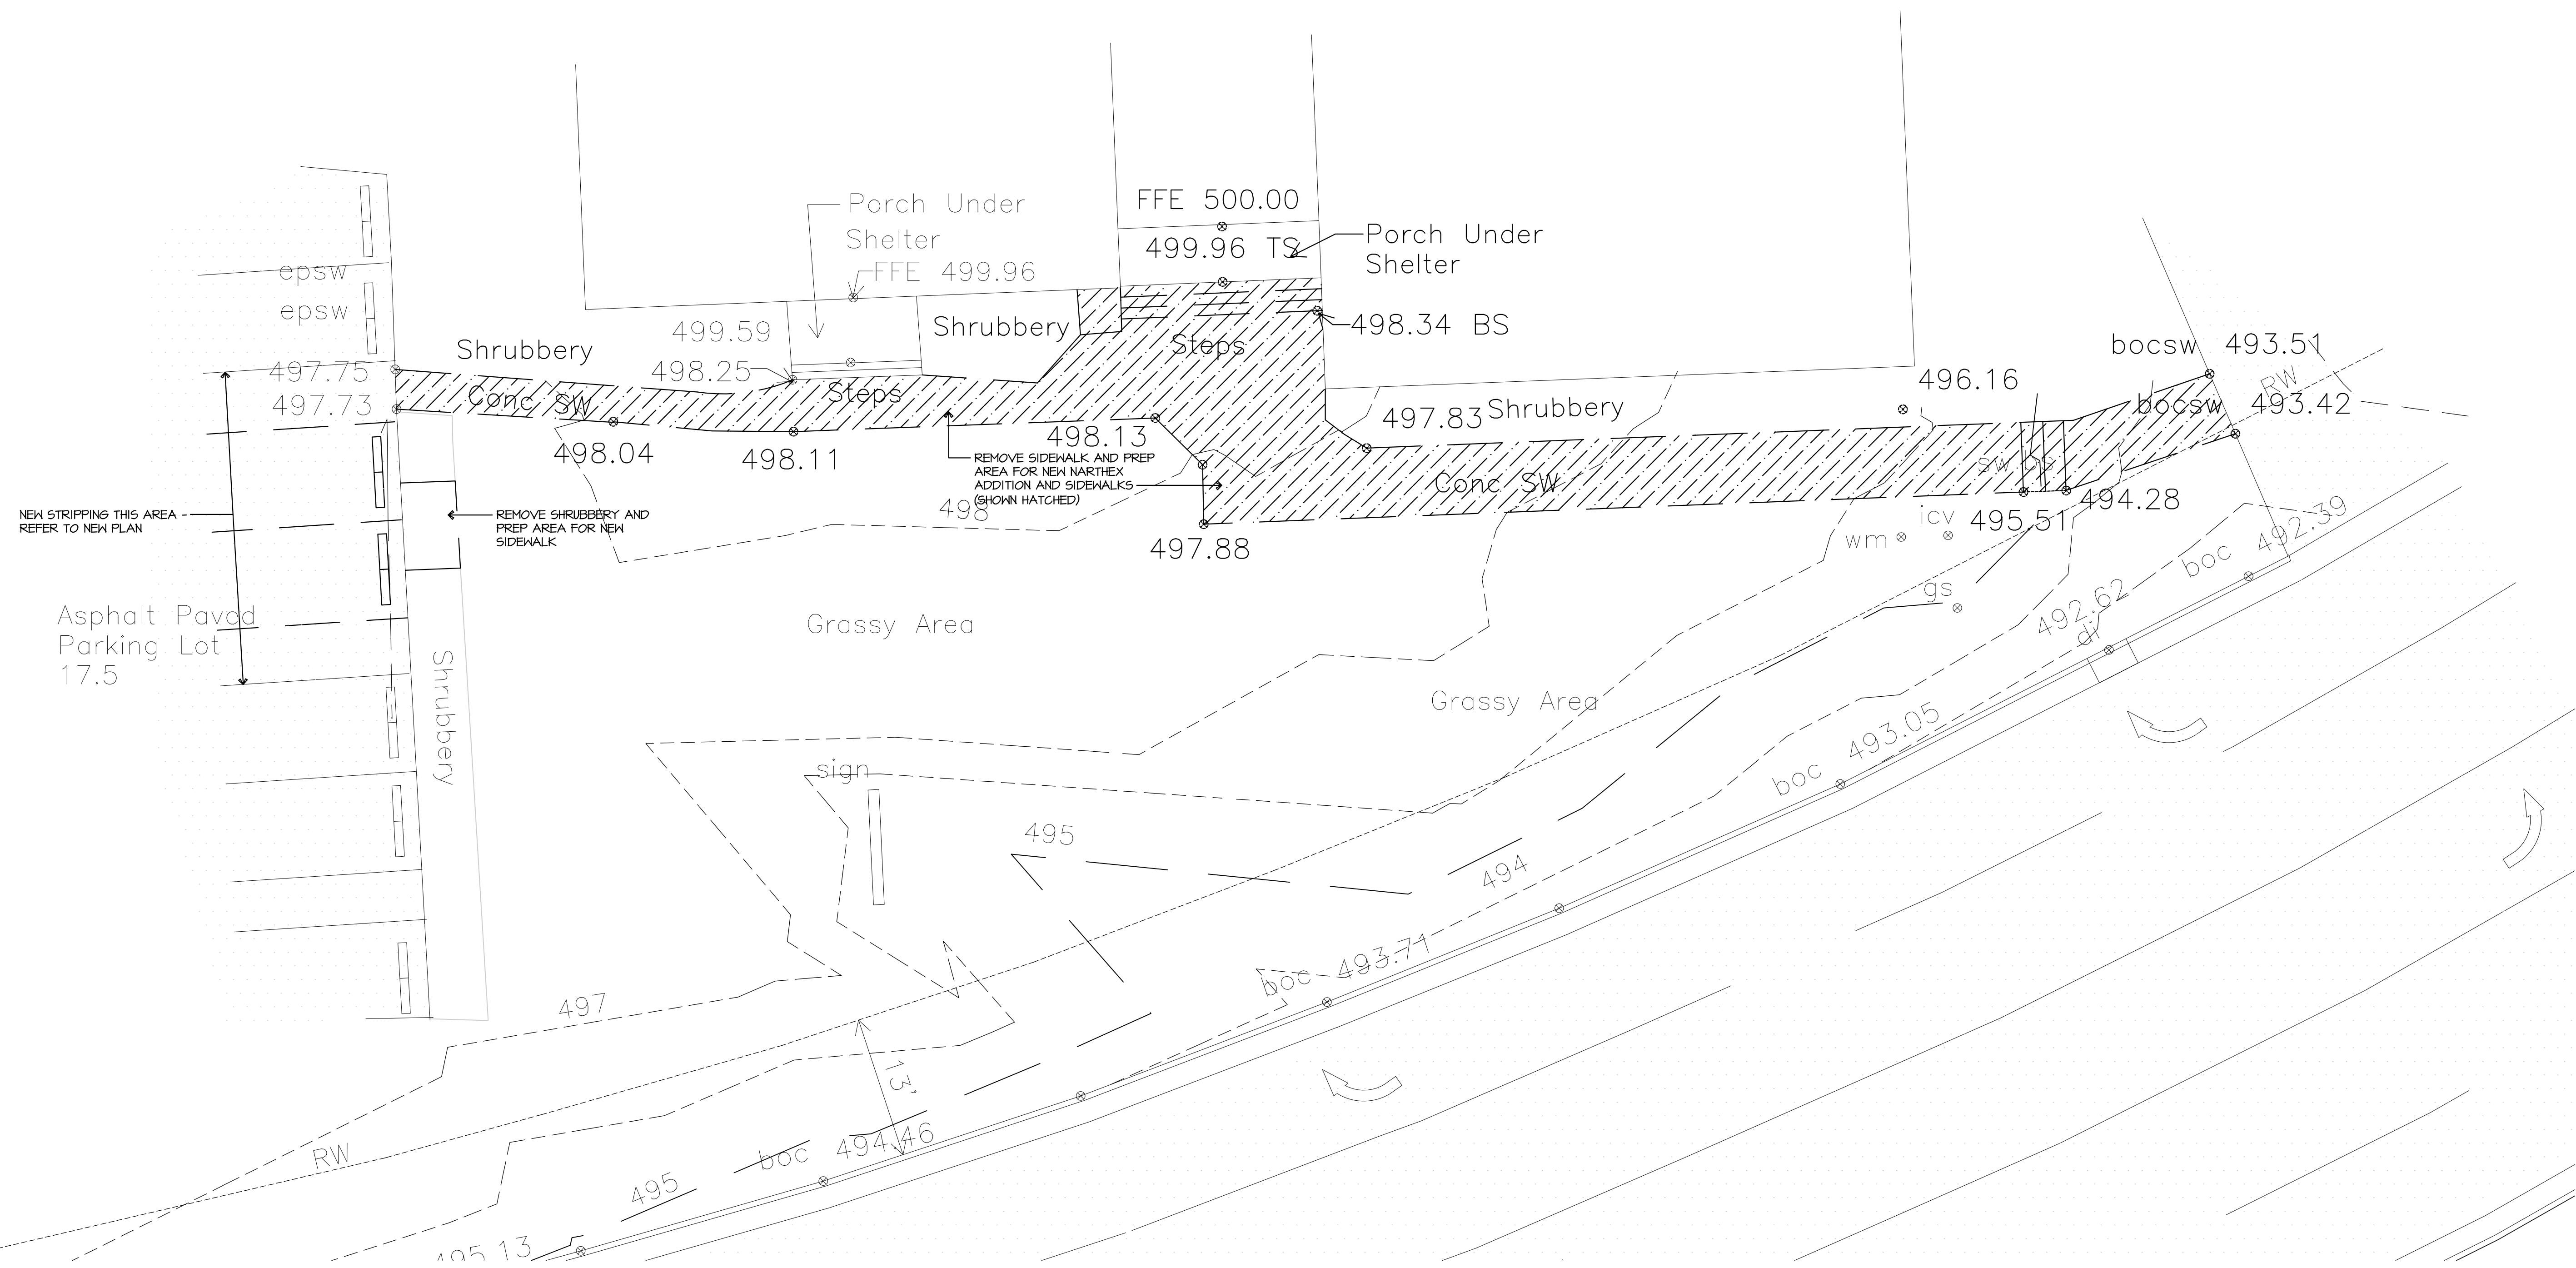 FFE 500.00
499.96 TS
Porch Under
Shelter
FFE 499.96
Porch Under
Shelter
epsw
epsw
499.59
Shrubbery
498.34 BS
Steps
bocsw 493.51
Shrubbery
498.25
497.75
Conc SW
497.73
Steps
496.16
RW
bocsw 493.42
497.83
Shrubbery
498.13
498.04
498.11
REMOVE SIDEWALK AND PREP
AREA FOR NEW NARTHEX
ADDITION AND SIDEWALKS
(SHOWN HATCHED)
Conc SW
sw bs
494.28
498
495.51
icv
wm
497.88
NEW STRIPPING THIS AREA -
REFER TO NEW PLAN
REMOVE SHRUBBERY AND
PREP AREA FOR NEW
SIDEWALK
boc 492.39
gs
492.62
di
Asphalt Paved
Parking Lot
17.5
Grassy Area
Shrubbery
Grassy Area
boc 493.05
sign
495
494
boc 493.71
497
13'
RW
boc 494.46
495
495.13